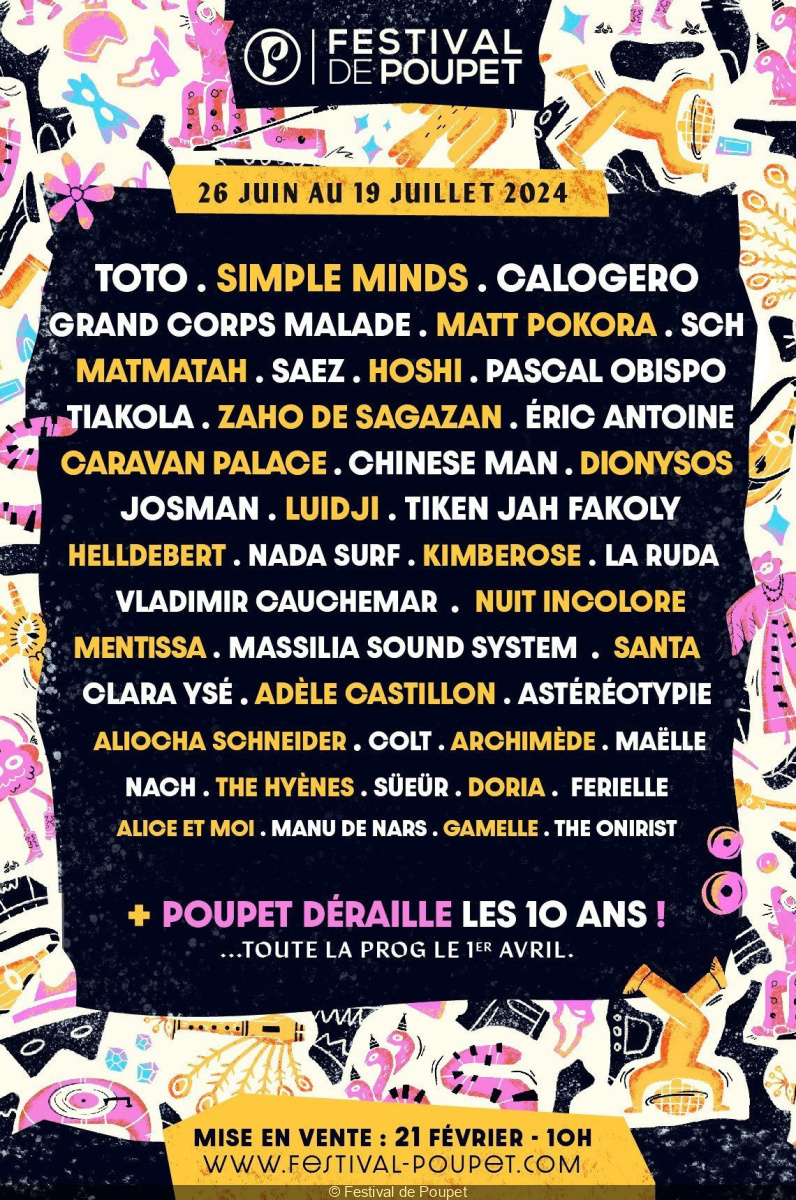 FESTIVAL
DE POUPET
26 JUIN AU 19 JUILLET 2024
TOTO . SIMPLE MINDS . CALOGERO
GRAND CORPS MALADE . MATT POKORA . SCH
MATMATAH . SAEZ . HOSHI . PASCAL OBISPO
TIAKOLA . ZAHO DE SAGAZAN . ÉRIC ANTOINE
CARAVAN PALACE . CHINESE MAN . DIONYSOS
JOSMAN . LUIDJI . TIKEN JAH FAKOLY
HELLDEBERT . NADA SURF . KIMBEROSE . LA RUDA
VLADIMIR CAUCHEMAR . NUIT INCOLORE
MENTISSA . MASSILIA SOUND SYSTEM . SANTA
CLARA YSÉ . ADÈLE CASTILLON . ASTÉRÉOTYPIE
ALIOCHA SCHNEIDER . COLT . ARCHIMÈDE . MAËLLE
NACH . THE HYÈNES . SÜEÜR . DORIA . FERIELLE
ALICE ET MOI . MANU DE NARS . GAMELLE . THE ONIRIST
+ POUPET DÉRAILLE LES 10 ANS !
...TOUTE LA PROG LE 1ER AVRIL.
MISE EN VENTE : 21 FÉVRIER - 10H
WWW.FESTIVAL-POUPET.COM
© Festival de Poupet